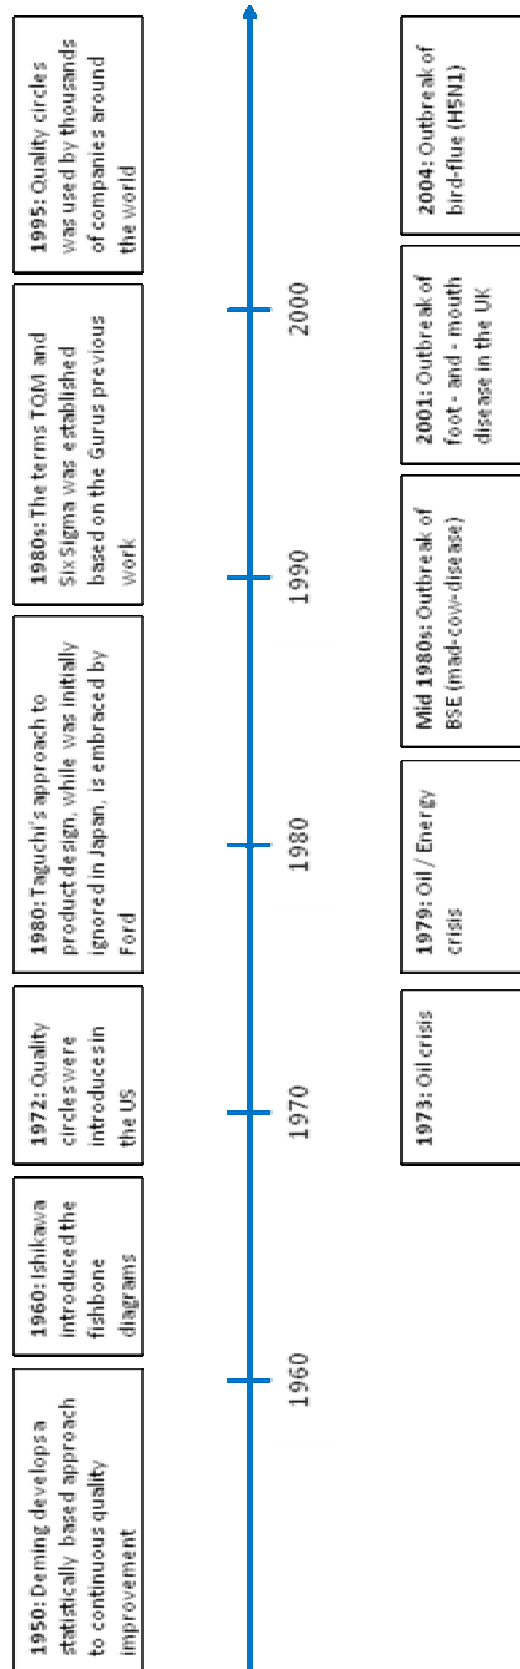 1950: Deming develops a
statistically based approach
to continuous quality
improvement
1960: Ishikawa
introduced the
fishbone
diagrams
1972: Quality
circles were
introduces in
the US
1980: Taguchi's approach to
product design, while was initially
ignored in Japan, is embraced by
Ford
1980s: The terms TQM and
Six Sigma was established
based on the Gurus previous
work
1995: Quality circles
was used by thousands
of companies around
the world
1960
1970
1980
1990
2000
1973: Oil crisis
1979: Oil / Energy
crisis
Mid 1980s: Outbreak of
BSE (mad-cow-disease)
2001: Outbreak of
foot - and - mouth
disease in the UK
2004: Outbreak of
bird-flue (H5N1)